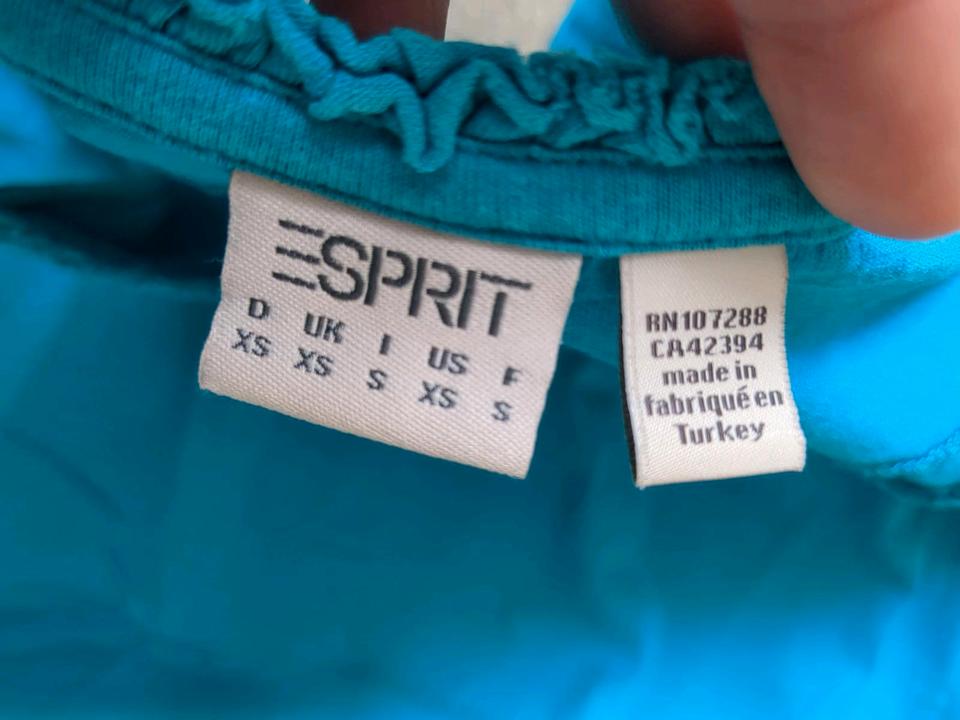 ESPRIT
D UK I US F
XS XS S XS S
RN107288
CA42394
made in
fabriqué en
Turkey